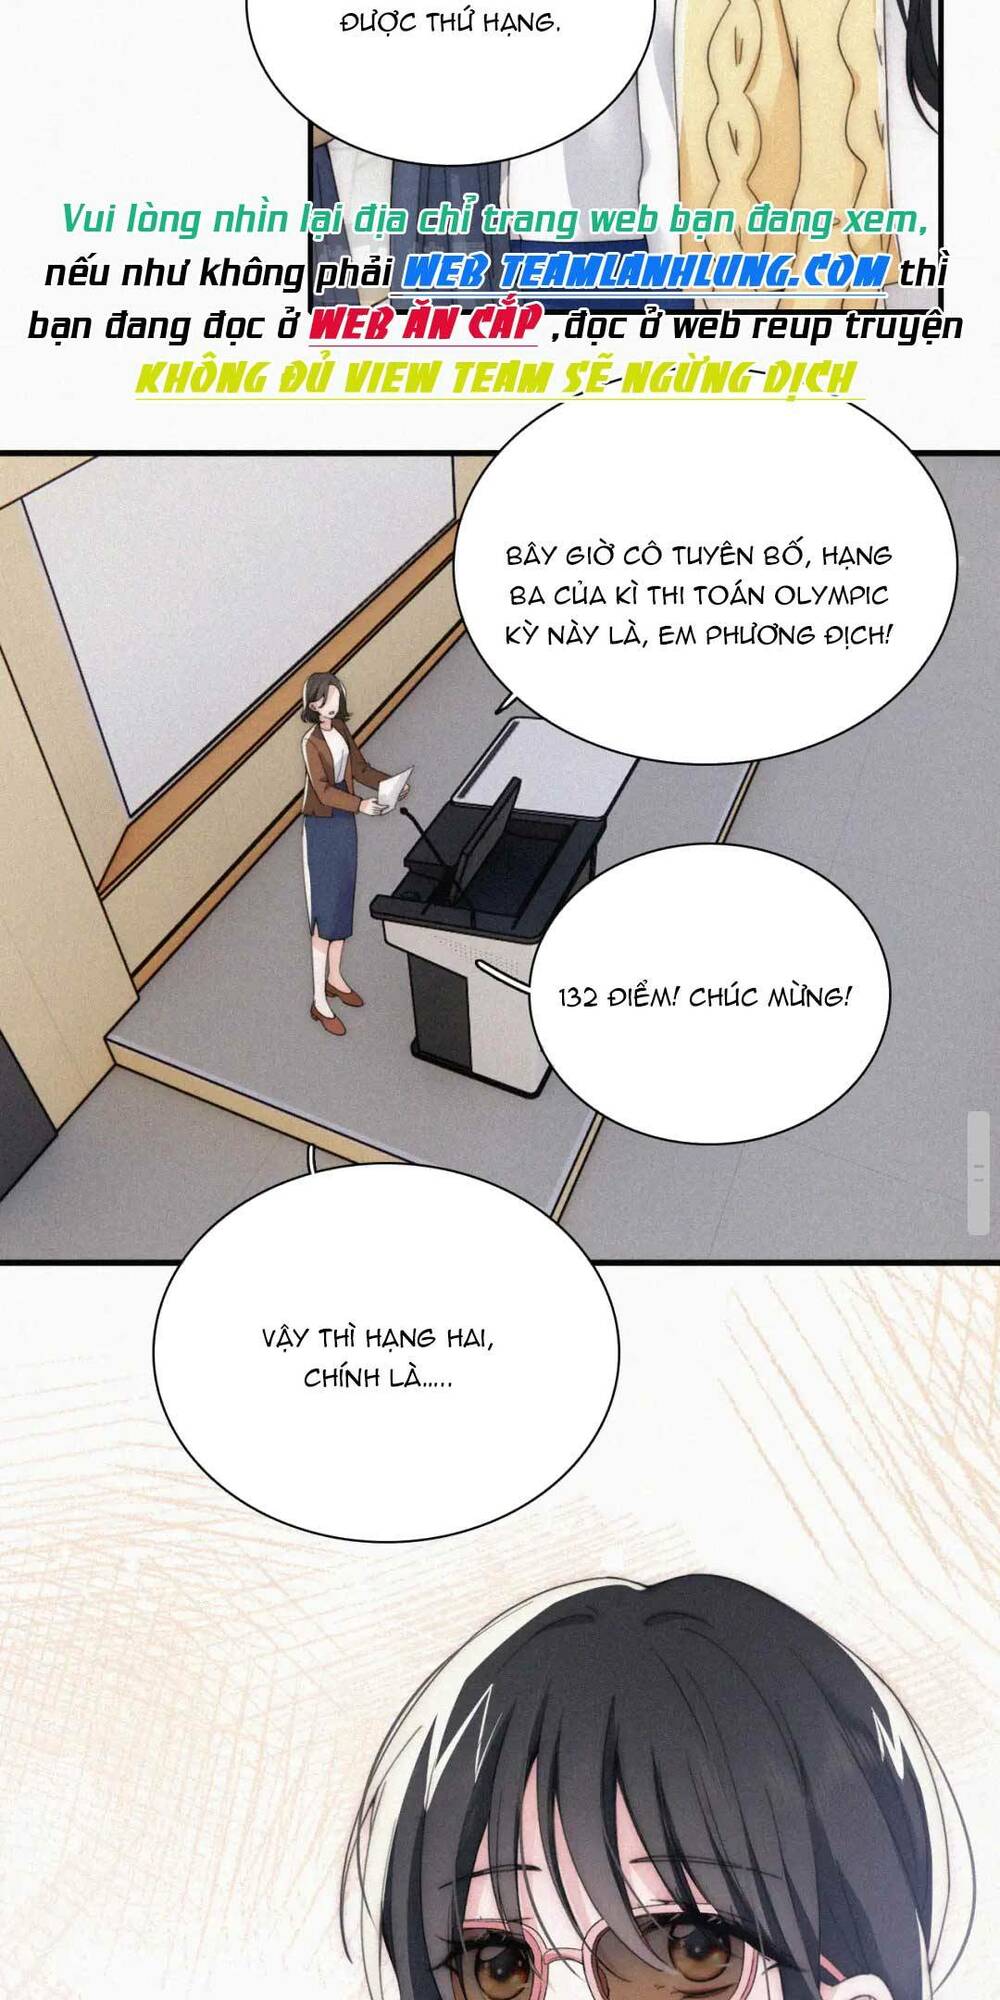 ĐƯỢC THỨ HẠNG.
Vui lòng nhìn lại địa chỉ trang web bạn đang xem,
nếu như không phải WEB TEAMLANHLUNG.COM thì
bạn đang đọc ở WEB ĂN CẮP ,đọc ở web reup truyện
KHÔNG ĐỦ VIEW TEAM SẼ NGỪNG DỊCH
BÂY GIỜ CÔ TUYÊN BỐ, HẠNG
BA CỦA KÌ THI TOÁN OLYMPIC
KỲ NÀY LÀ, EM PHƯƠNG ĐỊCH!
132 ĐIỂM! CHÚC MỪNG!
VẬY THÌ HẠNG HAI,
CHÍNH LÀ.....